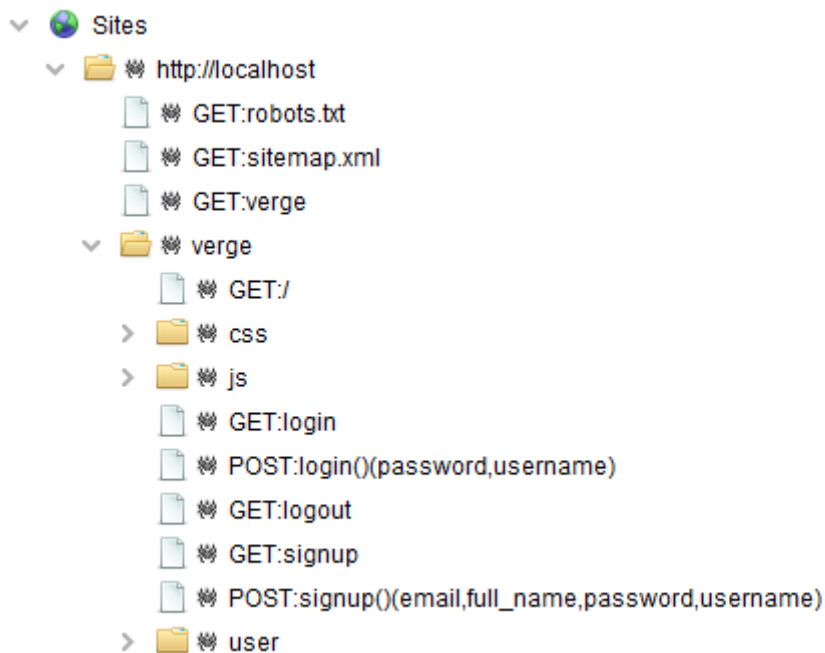 Sites
http://localhost
GET:robots.txt
GET:sitemap.xml
GET:verge
verge
GET:/
css
js
GET:login
POST:login()(password,username)
GET:logout
GET:signup
POST:signup()(email,full_name,password,username)
user